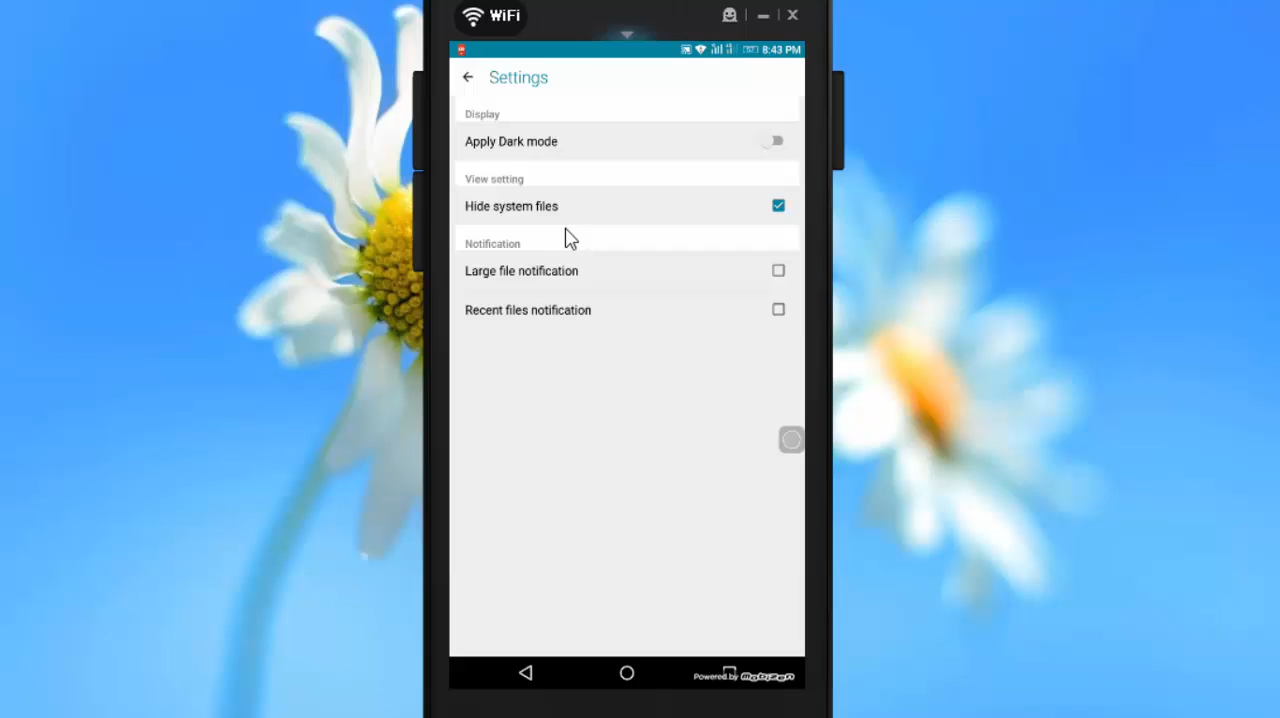 WiFi
8:43 PM
Settings
Display
Apply Dark mode
View setting
Hide system files
Notification
Large file notification
Recent files notification
Powered by mobizen